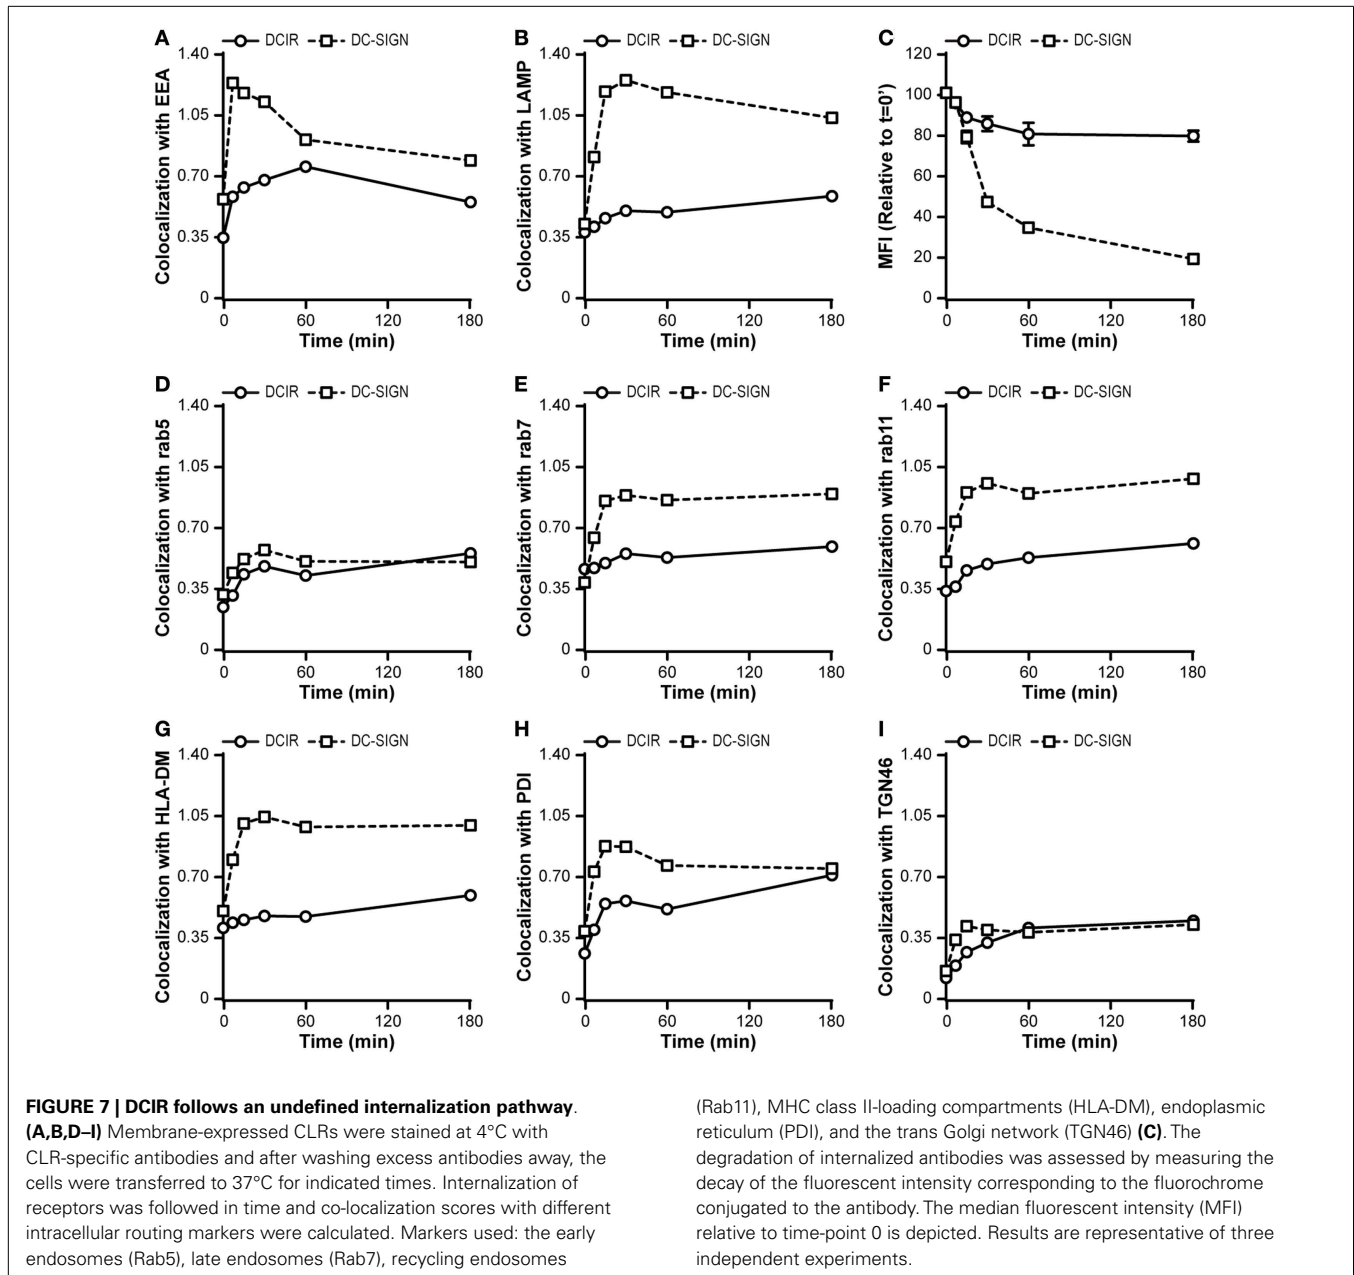 A
DCIR
DC-SIGN
Colocalization with EEA
1.40
1.05
0.70
0.35
0
0
60
120
180
Time (min)
B
DCIR
DC-SIGN
Colocalization with LAMP
1.40
1.05
0.70
0.35
0
0
60
120
180
Time (min)
C
DCIR
DC-SIGN
MFI (Relative to t=0')
120
100
80
60
40
20
0
0
60
120
180
Time (min)
D
DCIR
DC-SIGN
Colocalization with rab5
1.40
1.05
0.70
0.35
0
0
60
120
180
Time (min)
E
DCIR
DC-SIGN
Colocalization with rab7
1.40
1.05
0.70
0.35
0
0
60
120
180
Time (min)
F
DCIR
DC-SIGN
Colocalization with rab11
1.40
1.05
0.70
0.35
0
0
60
120
180
Time (min)
G
DCIR
DC-SIGN
Colocalization with HLA-DM
1.40
1.05
0.70
0.35
0
0
60
120
180
Time (min)
H
DCIR
DC-SIGN
Colocalization with PDI
1.40
1.05
0.70
0.35
0
0
60
120
180
Time (min)
I
DCIR
DC-SIGN
Colocalization with TGN46
1.40
1.05
0.70
0.35
0
0
60
120
180
Time (min)
FIGURE 7 | DCIR follows an undefined internalization pathway.
(A,B,D–I) Membrane-expressed CLRs were stained at 4°C with
CLR-specific antibodies and after washing excess antibodies away, the
cells were transferred to 37°C for indicated times. Internalization of
receptors was followed in time and co-localization scores with different
intracellular routing markers were calculated. Markers used: the early
endosomes (Rab5), late endosomes (Rab7), recycling endosomes
(Rab11), MHC class II-loading compartments (HLA-DM), endoplasmic
reticulum (PDI), and the trans Golgi network (TGN46) (C). The
degradation of internalized antibodies was assessed by measuring the
decay of the fluorescent intensity corresponding to the fluorochrome
conjugated to the antibody. The median fluorescent intensity (MFI)
relative to time-point 0 is depicted. Results are representative of three
independent experiments.